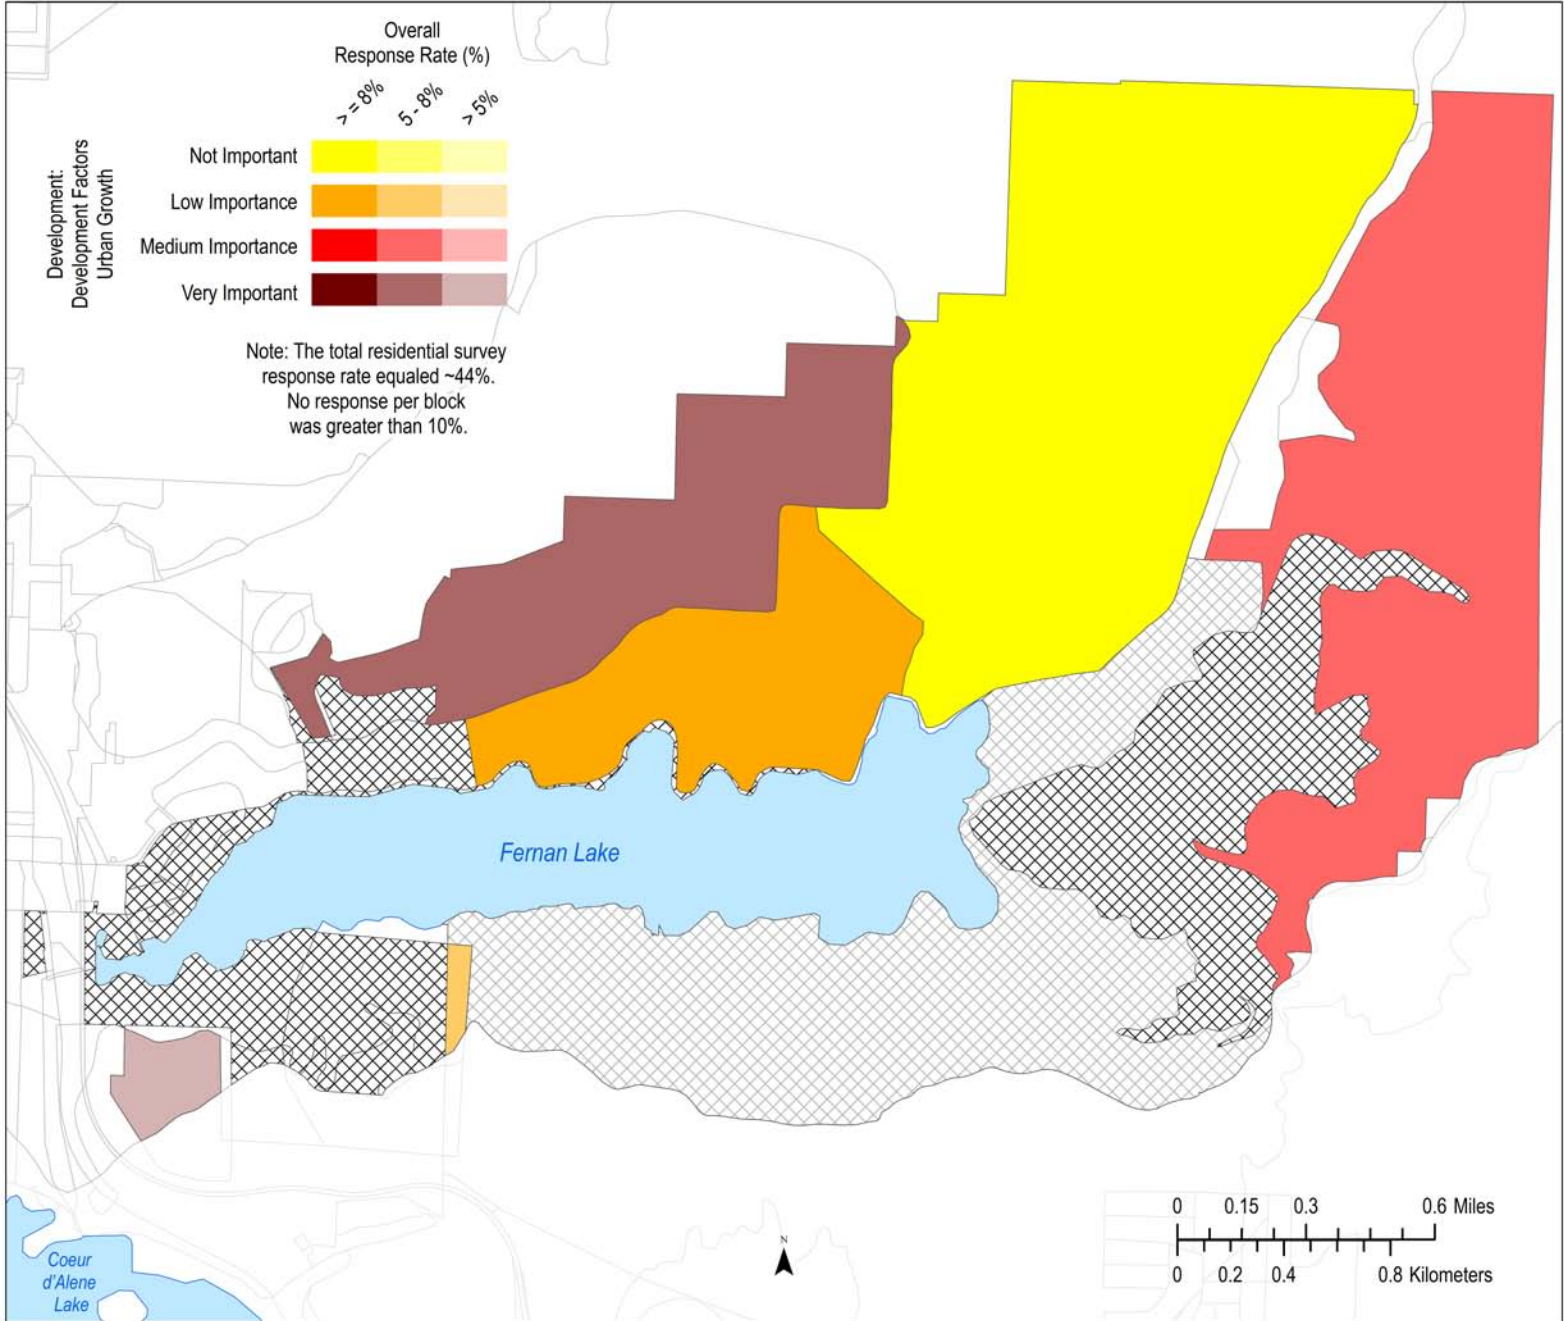 Overall
Response Rate (%)
> = 8%
5 - 8%
> 5%
Development:
Development Factors
Urban Growth
Not Important
Low Importance
Medium Importance
Very Important
Note: The total residential survey
response rate equaled ~44%.
No response per block
was greater than 10%.
Fernan Lake
Coeur
d'Alene
Lake
N
0 0.15 0.3 0.6 Miles
0 0.2 0.4 0.8 Kilometers